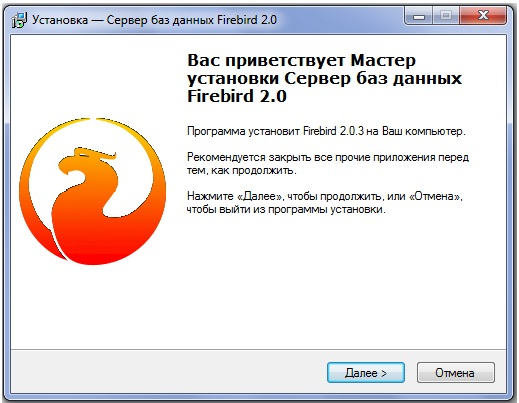 Установка — Сервер баз данных Firebird 2.0
Вас приветствует Мастер
установки Сервер баз данных
Firebird 2.0
Программа установит Firebird 2.0.3 на Ваш компьютер.
Рекомендуется закрыть все прочие приложения перед
тем, как продолжить.
Нажмите «Далее», чтобы продолжить, или «Отмена»,
чтобы выйти из программы установки.
Далее >
Отмена